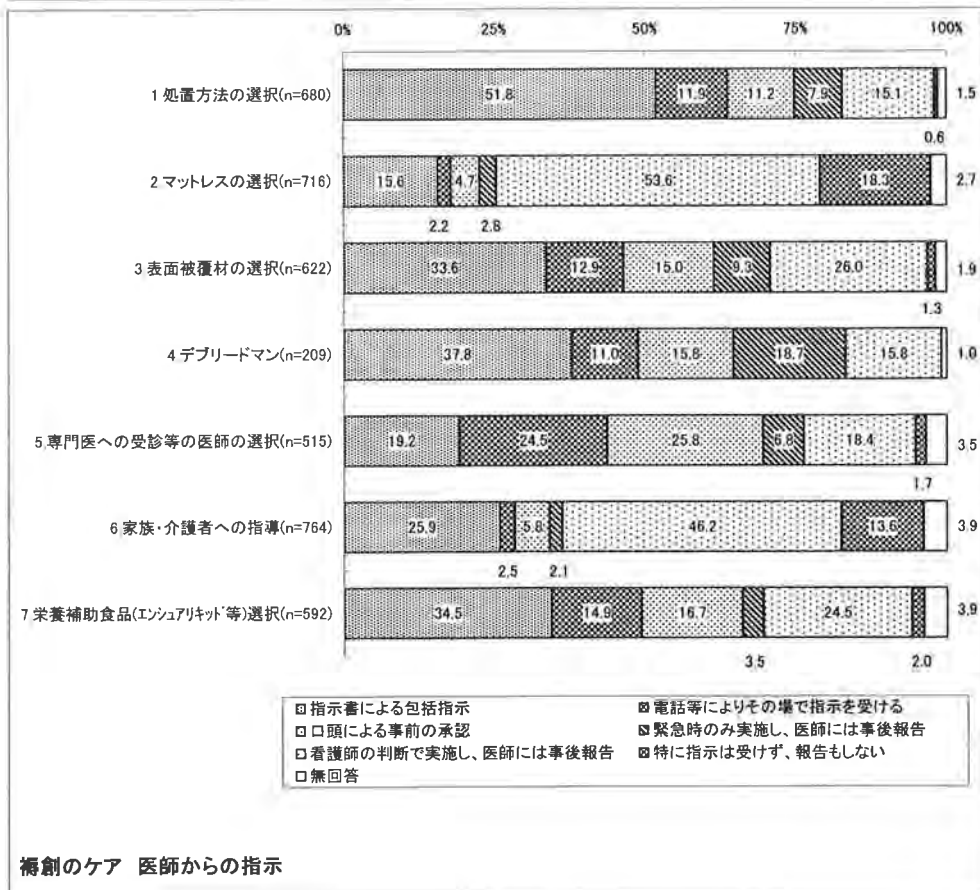 0% 25% 50% 75% 100%
1 処置方法の選択(n=680) 51.8 11.9 11.2 7.9 15.1 1.5
0.6
2 マットレスの選択(n=716) 15.6 4.7 53.6 18.3 2.7
2.2 2.8
3 表面被覆材の選択(n=622) 33.6 12.9 15.0 9.3 26.0 1.9
1.3
4 デブリードマン(n=209) 37.8 11.0 15.8 18.7 15.8 1.0
5 専門医への受診等の医師の選択(n=515) 19.2 24.5 25.8 6.8 18.4 3.5
1.7
6 家族・介護者への指導(n=764) 25.9 5.8 46.2 13.6 3.9
2.5 2.1
7 栄養補助食品(エンシュアリキッド等)選択(n=592) 34.5 14.9 16.7 24.5 3.9
3.5 2.0
指示書による包括指示 電話等によりその場で指示を受ける
口頭による事前の承認 緊急時のみ実施し、医師には事後報告
看護師の判断で実施し、医師には事後報告 特に指示は受けず、報告もしない
無回答
褥創のケア 医師からの指示